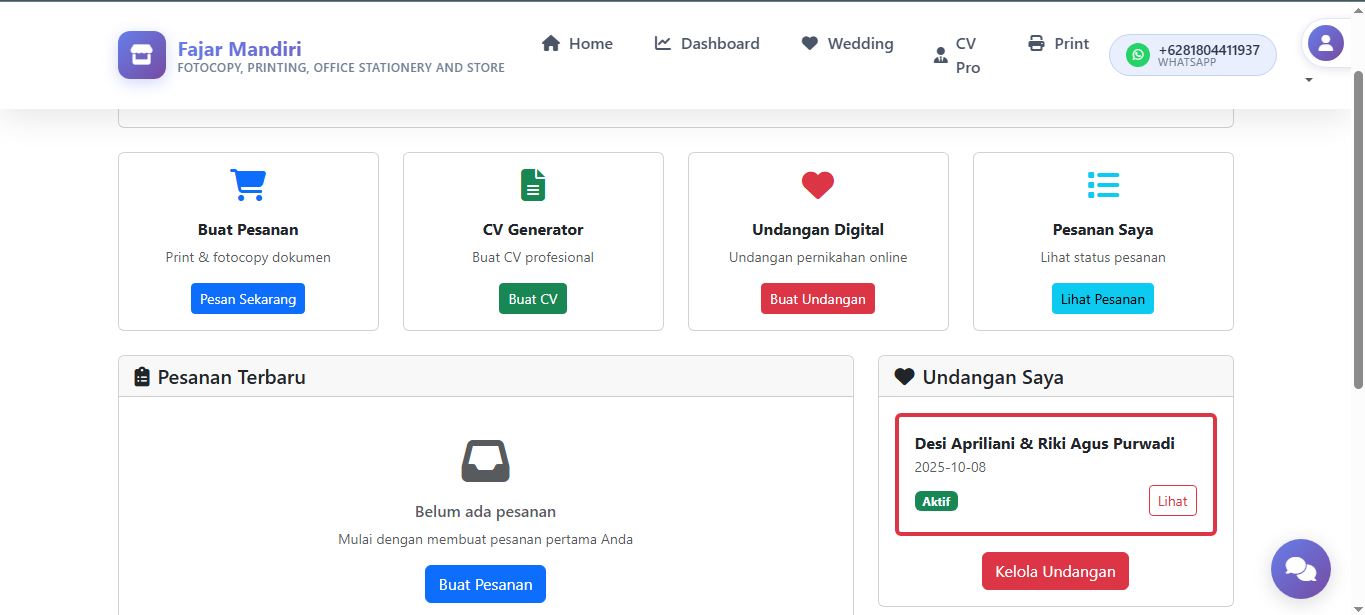 Fajar Mandiri
FOTOCOPY, PRINTING, OFFICE STATIONERY AND STORE
Home
Dashboard
Wedding
CV
Pro
Print
+6281804411937
WHATSAPP
Buat Pesanan
Print & fotocopy dokumen
Pesan Sekarang
CV Generator
Buat CV profesional
Buat CV
Undangan Digital
Undangan pernikahan online
Buat Undangan
Pesanan Saya
Lihat status pesanan
Lihat Pesanan
Pesanan Terbaru
Belum ada pesanan
Mulai dengan membuat pesanan pertama Anda
Buat Pesanan
Undangan Saya
Desi Apriliani & Riki Agus Purwadi
2025-10-08
Aktif
Lihat
Kelola Undangan